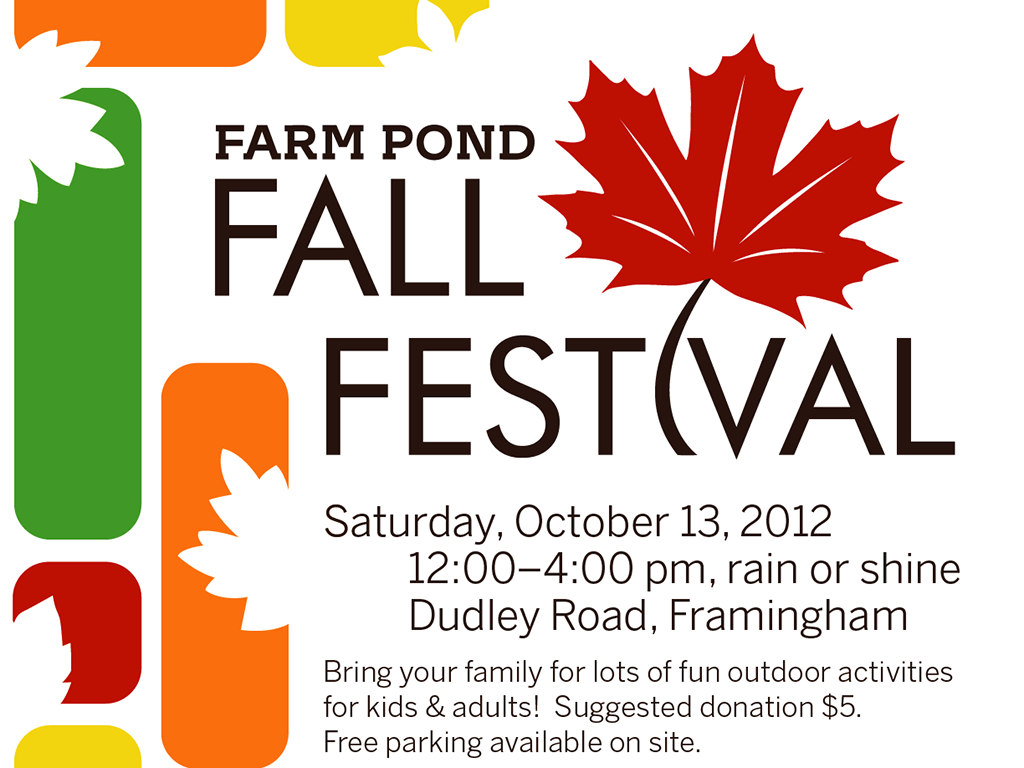 FARM POND
FALL
FESTIVAL
Saturday, October 13, 2012
12:00–4:00 pm, rain or shine
Dudley Road, Framingham
Bring your family for lots of fun outdoor activities
for kids & adults!  Suggested donation $5.
Free parking available on site.